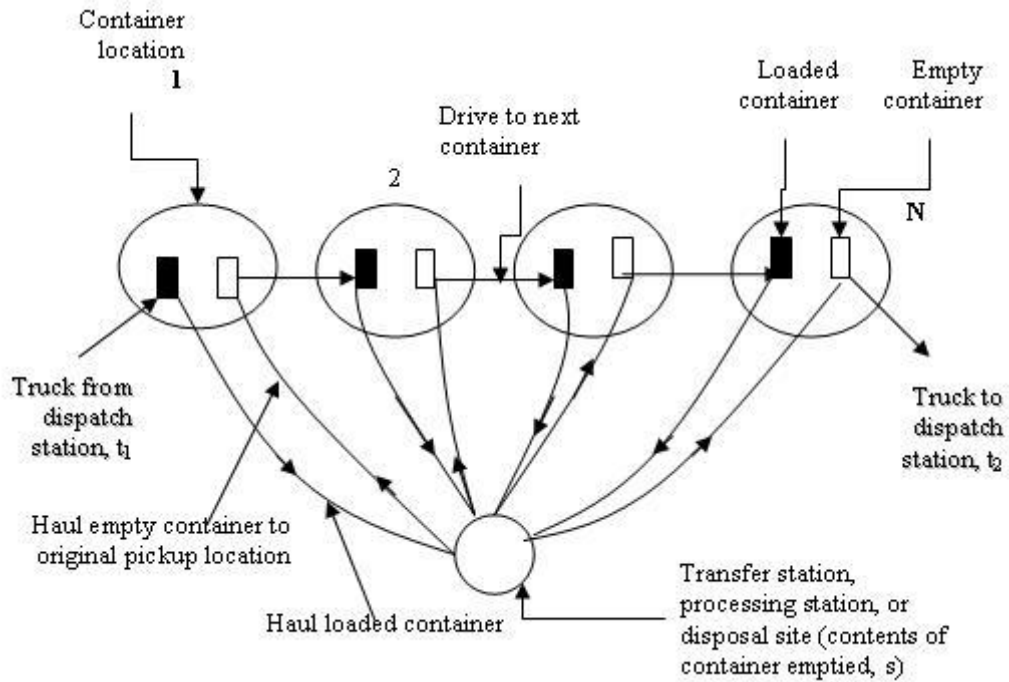 Container
location
1
Loaded
container
Empty
container
Drive to next
container
2
N
Truck from
dispatch
station, t1
Truck to
dispatch
station, t2
Haul empty container to
original pickup location
Haul loaded container
Transfer station,
processing station, or
disposal site (contents of
container emptied, s)